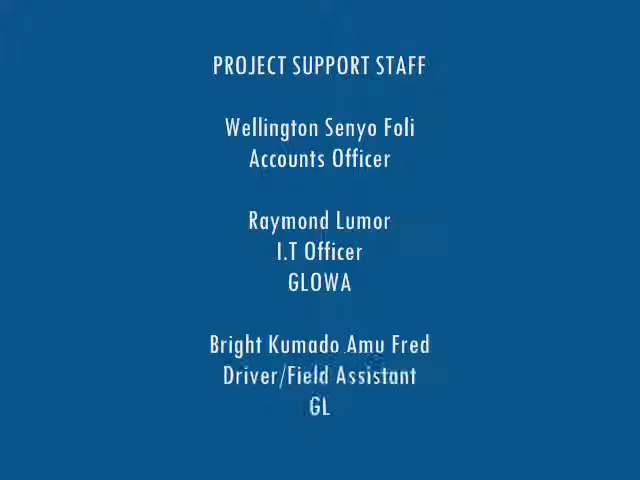 PROJECT SUPPORT STAFF
Wellington Senyo Foli
Accounts Officer
Raymond Lumor
I.T Officer
GLOWA
Bright Kumado Amu Fred
Driver/Field Assistant
GL